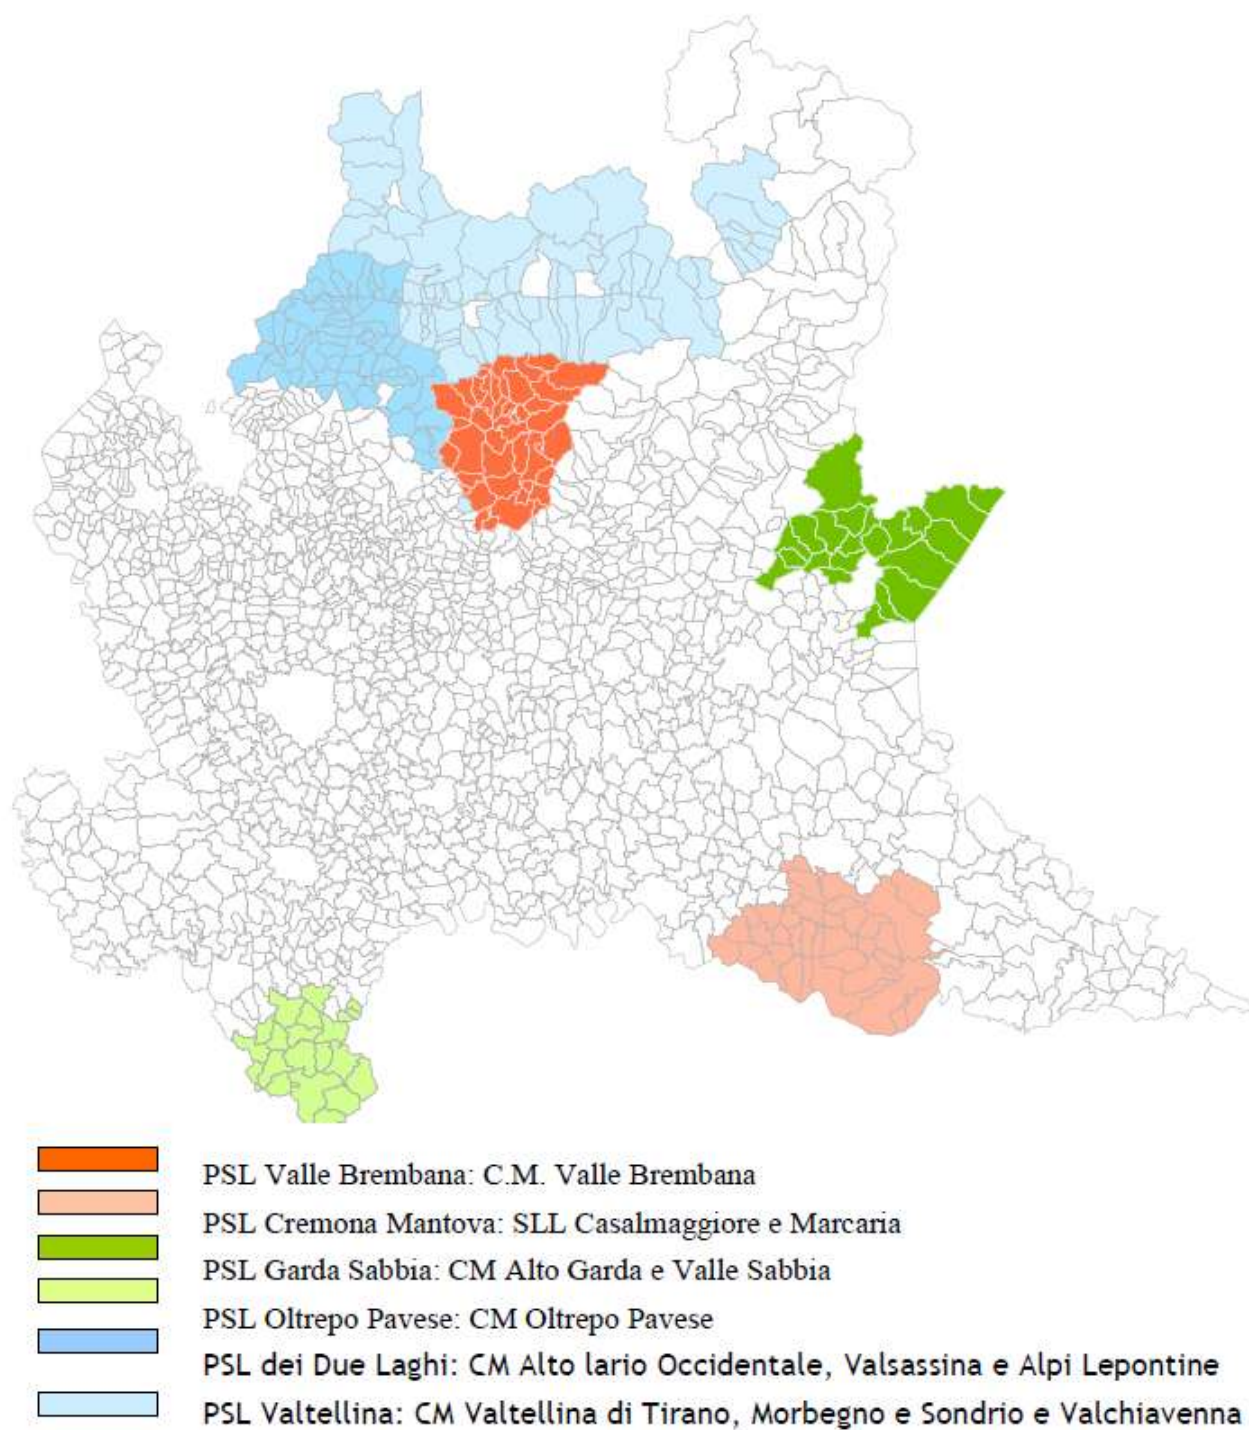 PSL Valle Brembana: C.M. Valle Brembana
PSL Cremona Mantova: SLL Casalmaggiore e Marcaria
PSL Garda Sabbia: CM Alto Garda e Valle Sabbia
PSL Oltrepo Pavese: CM Oltrepo Pavese
PSL dei Due Laghi: CM Alto lario Occidentale, Valsassina e Alpi Lepontine
PSL Valtellina: CM Valtellina di Tirano, Morbegno e Sondrio e Valchiavenna